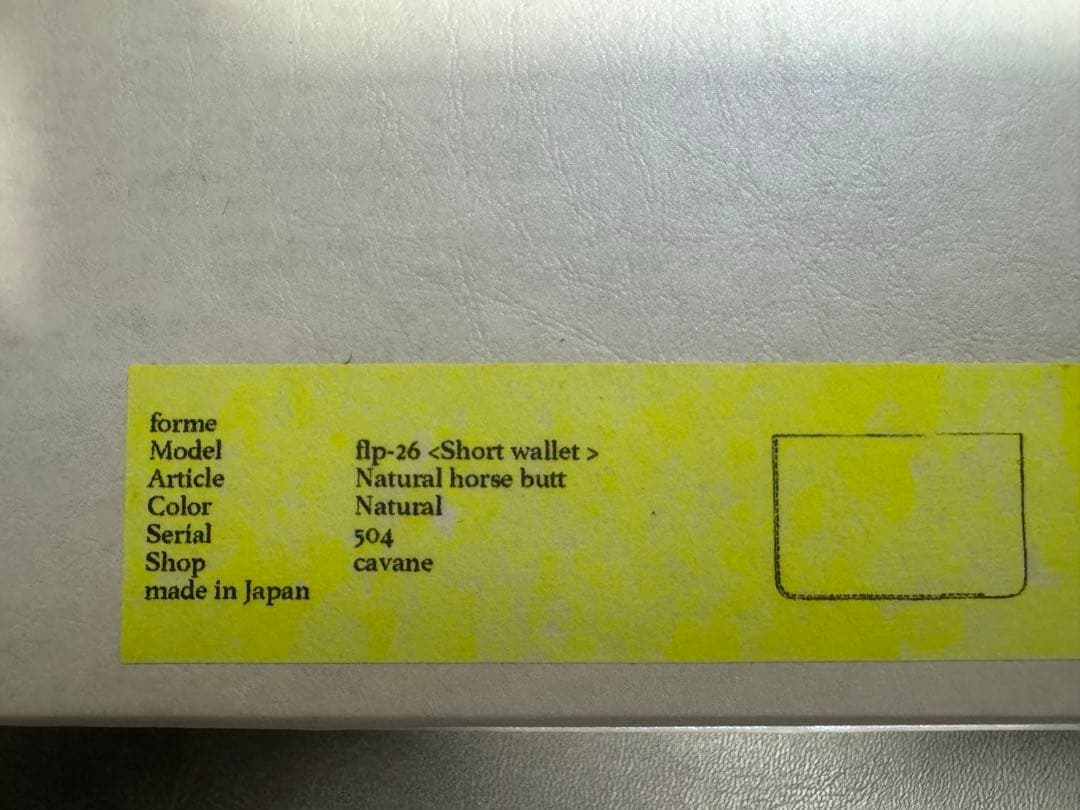 forme
Model flp-26 <Short wallet >
Article Natural horse butt
Color Natural
Serial 504
Shop cavane
made in Japan